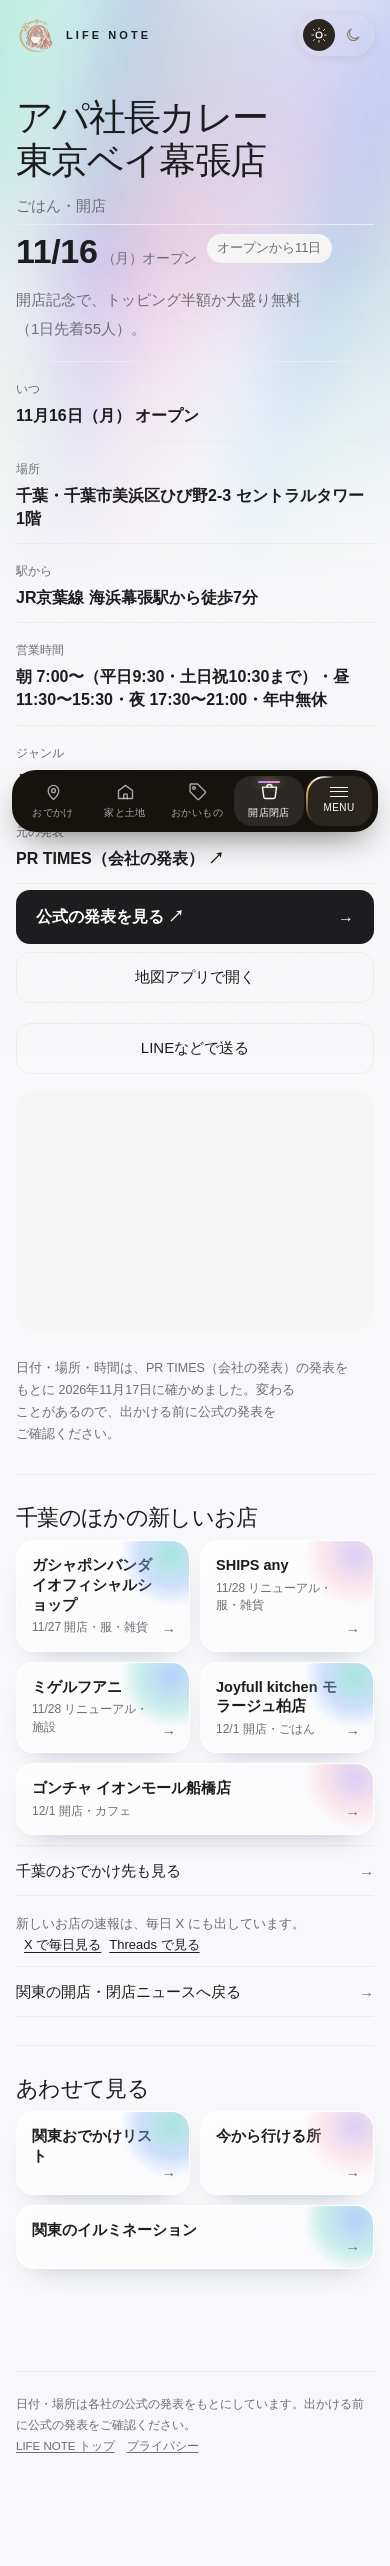 LIFE NOTE
アパ社長カレー
東京ベイ幕張店
ごはん・開店
11/16 （月）オープン オープンから11日
開店記念で、トッピング半額か大盛り無料
（1日先着55人）。
いつ
11月16日（月） オープン
場所
千葉・千葉市美浜区ひび野2-3 セントラルタワー
1階
駅から
JR京葉線 海浜幕張駅から徒歩7分
営業時間
朝 7:00〜（平日9:30・土日祝10:30まで）・昼
11:30〜15:30・夜 17:30〜21:00・年中無休
ジャンル
おでかけ 家と土地 おかいもの 開店閉店 MENU
元の発表
PR TIMES（会社の発表） ↗
公式の発表を見る ↗ →
地図アプリで開く
LINEなどで送る
日付・場所・時間は、PR TIMES（会社の発表）の発表を
もとに 2026年11月17日に確かめました。変わる
ことがあるので、出かける前に公式の発表を
ご確認ください。
千葉のほかの新しいお店
ガシャポンバンダ
イオフィシャルシ
ョップ
11/27 開店・服・雑貨 →
SHIPS any
11/28 リニューアル・
服・雑貨
→
ミゲルフアニ
11/28 リニューアル・
施設 →
Joyfull kitchen モ
ラージュ柏店
12/1 開店・ごはん →
ゴンチャ イオンモール船橋店
12/1 開店・カフェ →
千葉のおでかけ先も見る →
新しいお店の速報は、毎日 X にも出しています。
X で毎日見る Threads で見る
関東の開店・閉店ニュースへ戻る →
あわせて見る
関東おでかけリス
ト
→
今から行ける所
→
関東のイルミネーション
→
日付・場所は各社の公式の発表をもとにしています。出かける前
に公式の発表をご確認ください。
LIFE NOTE トップ プライバシー